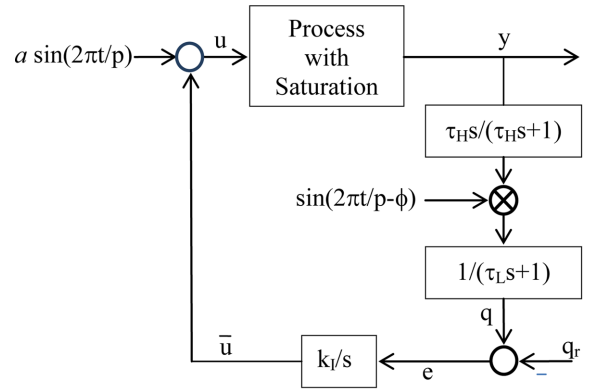 a sin(2πt/p)
u
Process
with
Saturation
y
τHs/(τHs+1)
sin(2πt/p-ϕ)
1/(τLs+1)
q
qr
–
e
kI/s
u̅